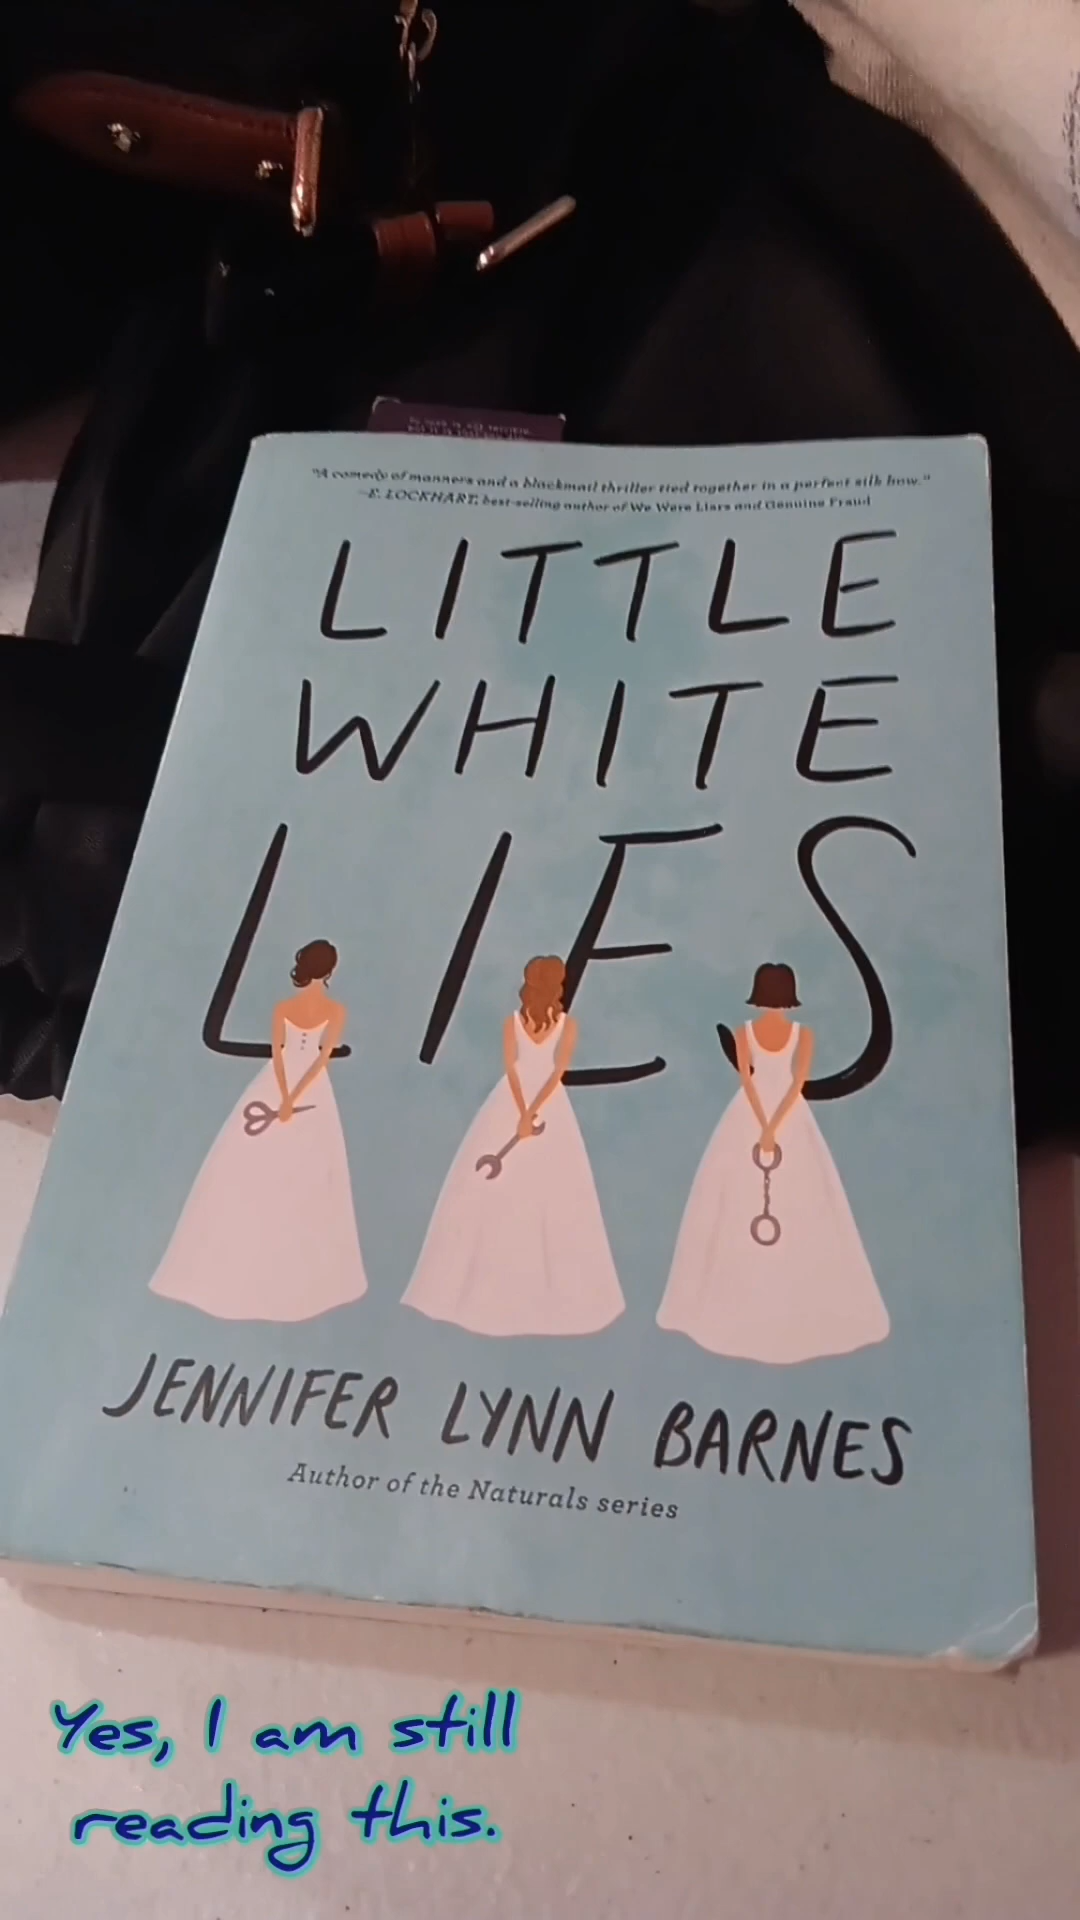 "A comedy of manners and a blackmail thriller tied together in a perfect silk bow."
—E. LOCKHART, best-selling author of We Were Liars and Genuine Fraud
LITTLE
WHITE
LIES
JENNIFER LYNN BARNES
Author of the Naturals series
Yes, I am still
reading this.